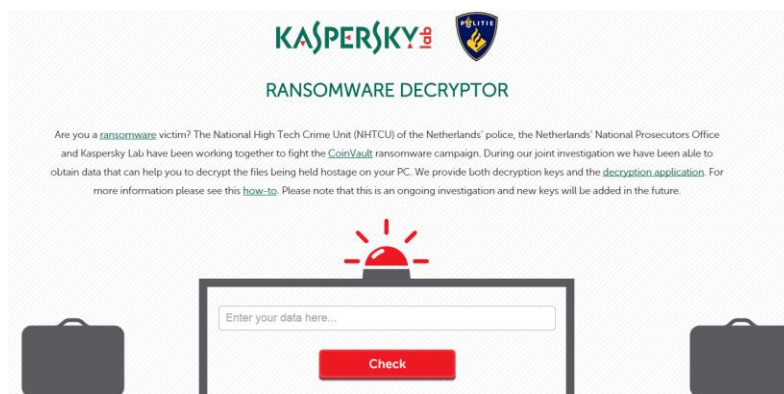 KASPERSKY lab POLITIE
RANSOMWARE DECRYPTOR
Are you a ransomware victim? The National High Tech Crime Unit (NHTCU) of the Netherlands' police, the Netherlands' National Prosecutors Office
and Kaspersky Lab have been working together to fight the CoinVault ransomware campaign. During our joint investigation we have been able to
obtain data that can help you to decrypt the files being held hostage on your PC. We provide both decryption keys and the decryption application. For
more information please see this how-to. Please note that this is an ongoing investigation and new keys will be added in the future.
Enter your data here...
Check